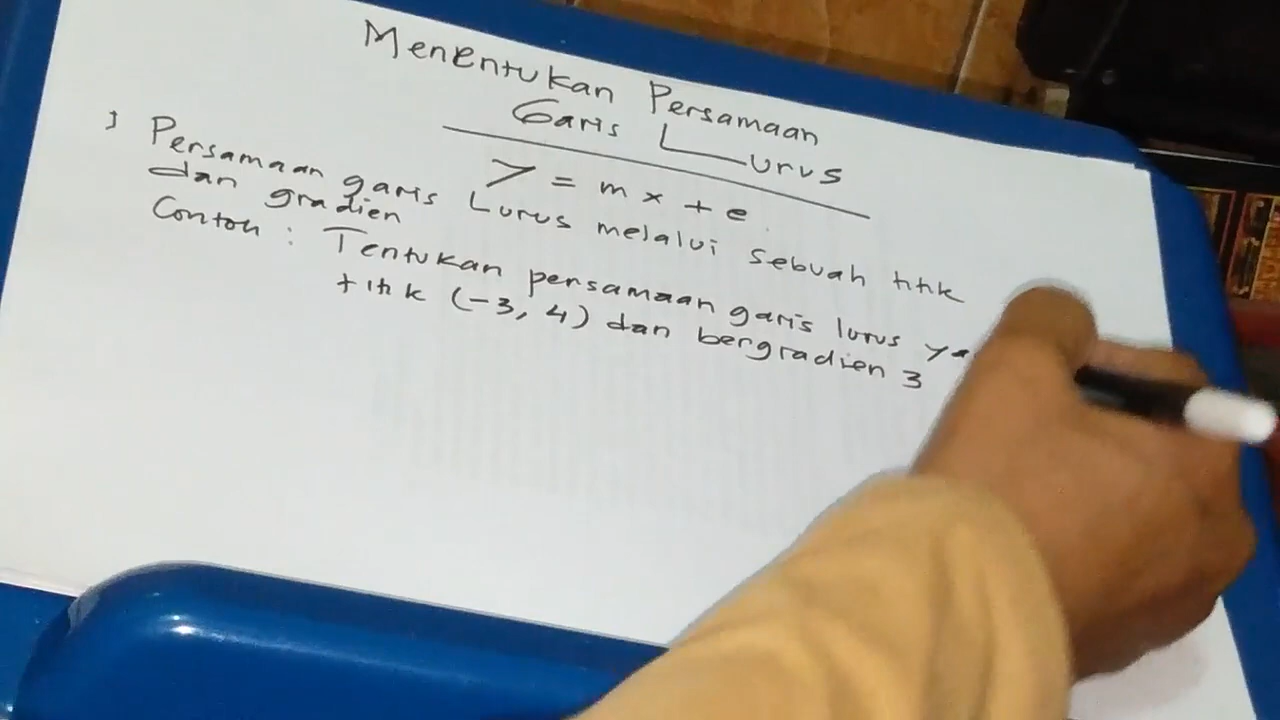 Menentukan Persamaan
Garis Lurus
y = mx + c
Persamaan garis Lurus melalui sebuah titik
dan gradien
Contoh : Tentukan persamaan garis lurus
titik (-3, 4) dan bergradien 3